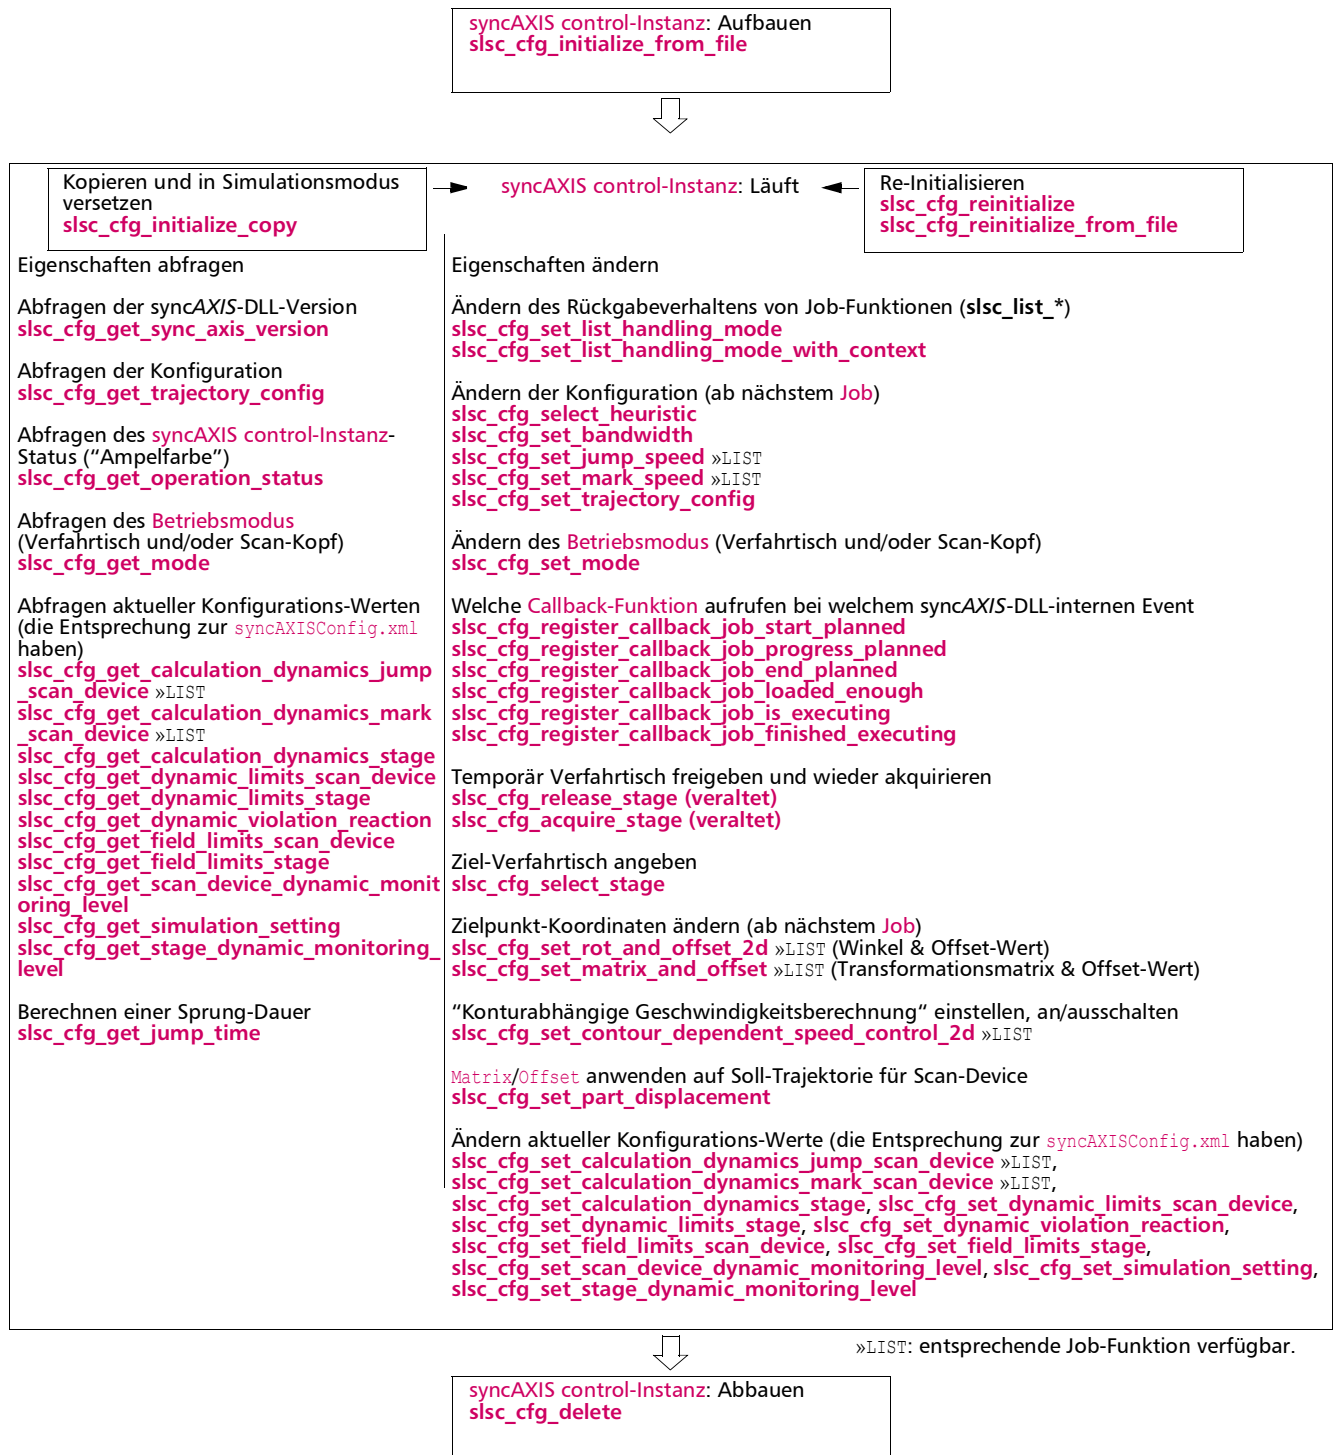 syncAXIS control-Instanz: Aufbauen
slsc_cfg_initialize_from_file
Kopieren und in Simulationsmodus
versetzen
slsc_cfg_initialize_copy
syncAXIS control-Instanz: Läuft
Re-Initialisieren
slsc_cfg_reinitialize
slsc_cfg_reinitialize_from_file
Eigenschaften abfragen
Abfragen der syncAXIS-DLL-Version
slsc_cfg_get_sync_axis_version
Abfragen der Konfiguration
slsc_cfg_get_trajectory_config
Abfragen des syncAXIS control-Instanz-
Status (“Ampelfarbe”)
slsc_cfg_get_operation_status
Abfragen des Betriebsmodus
(Verfahrtisch und/oder Scan-Kopf)
slsc_cfg_get_mode
Abfragen aktueller Konfigurations-Werten
(die Entsprechung zur syncAXISConfig.xml
haben)
slsc_cfg_get_calculation_dynamics_jump
_scan_device »LIST
slsc_cfg_get_calculation_dynamics_mark
_scan_device »LIST
slsc_cfg_get_calculation_dynamics_stage
slsc_cfg_get_dynamic_limits_scan_device
slsc_cfg_get_dynamic_limits_stage
slsc_cfg_get_dynamic_violation_reaction
slsc_cfg_get_field_limits_scan_device
slsc_cfg_get_field_limits_stage
slsc_cfg_get_scan_device_dynamic_monit
oring_level
slsc_cfg_get_simulation_setting
slsc_cfg_get_stage_dynamic_monitoring_
level
Berechnen einer Sprung-Dauer
slsc_cfg_get_jump_time
Eigenschaften ändern
Ändern des Rückgabeverhaltens von Job-Funktionen (slsc_list_*)
slsc_cfg_set_list_handling_mode
slsc_cfg_set_list_handling_mode_with_context
Ändern der Konfiguration (ab nächstem Job)
slsc_cfg_select_heuristic
slsc_cfg_set_bandwidth
slsc_cfg_set_jump_speed »LIST
slsc_cfg_set_mark_speed »LIST
slsc_cfg_set_trajectory_config
Ändern des Betriebsmodus (Verfahrtisch und/oder Scan-Kopf)
slsc_cfg_set_mode
Welche Callback-Funktion aufrufen bei welchem syncAXIS-DLL-internen Event
slsc_cfg_register_callback_job_start_planned
slsc_cfg_register_callback_job_progress_planned
slsc_cfg_register_callback_job_end_planned
slsc_cfg_register_callback_job_loaded_enough
slsc_cfg_register_callback_job_is_executing
slsc_cfg_register_callback_job_finished_executing
Temporär Verfahrtisch freigeben und wieder akquirieren
slsc_cfg_release_stage (veraltet)
slsc_cfg_acquire_stage (veraltet)
Ziel-Verfahrtisch angeben
slsc_cfg_select_stage
Zielpunkt-Koordinaten ändern (ab nächstem Job)
slsc_cfg_set_rot_and_offset_2d »LIST (Winkel & Offset-Wert)
slsc_cfg_set_matrix_and_offset »LIST (Transformationsmatrix & Offset-Wert)
“Konturabhängige Geschwindigkeitsberechnung“ einstellen, an/ausschalten
slsc_cfg_set_contour_dependent_speed_control_2d »LIST
Matrix/Offset anwenden auf Soll-Trajektorie für Scan-Device
slsc_cfg_set_part_displacement
Ändern aktueller Konfigurations-Werte (die Entsprechung zur syncAXISConfig.xml haben)
slsc_cfg_set_calculation_dynamics_jump_scan_device »LIST,
slsc_cfg_set_calculation_dynamics_mark_scan_device »LIST,
slsc_cfg_set_calculation_dynamics_stage, slsc_cfg_set_dynamic_limits_scan_device,
slsc_cfg_set_dynamic_limits_stage, slsc_cfg_set_dynamic_violation_reaction,
slsc_cfg_set_field_limits_scan_device, slsc_cfg_set_field_limits_stage,
slsc_cfg_set_scan_device_dynamic_monitoring_level, slsc_cfg_set_simulation_setting,
slsc_cfg_set_stage_dynamic_monitoring_level
»LIST: entsprechende Job-Funktion verfügbar.
syncAXIS control-Instanz: Abbauen
slsc_cfg_delete